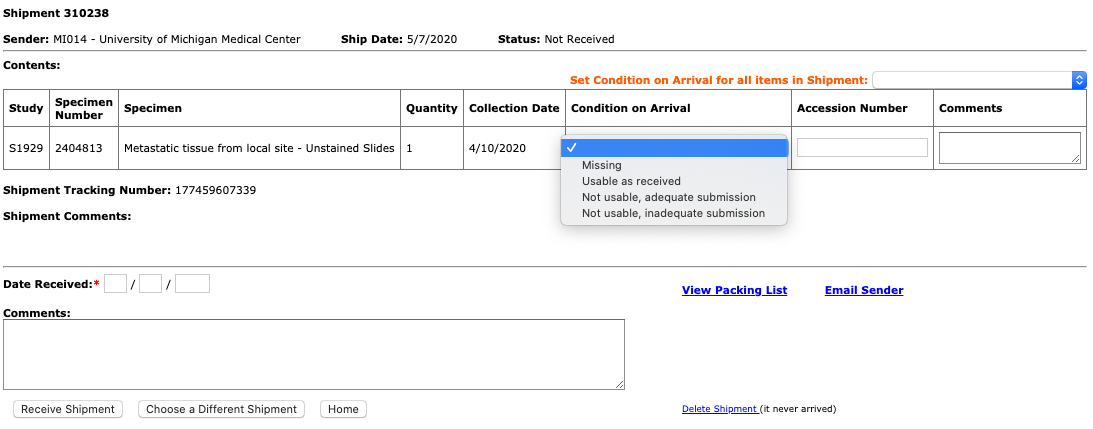 Shipment 310238
Sender: MI014 - University of Michigan Medical Center Ship Date: 5/7/2020 Status: Not Received
Contents:
Set Condition on Arrival for all items in Shipment:
Study Specimen Number Specimen Quantity Collection Date Condition on Arrival Accession Number Comments
S1929 2404813 Metastatic tissue from local site - Unstained Slides 1 4/10/2020
✓
Missing
Usable as received
Not usable, adequate submission
Not usable, inadequate submission
Shipment Tracking Number: 177459607339
Shipment Comments:
Date Received:* / /
View Packing List Email Sender
Comments:
Receive Shipment Choose a Different Shipment Home
Delete Shipment (it never arrived)